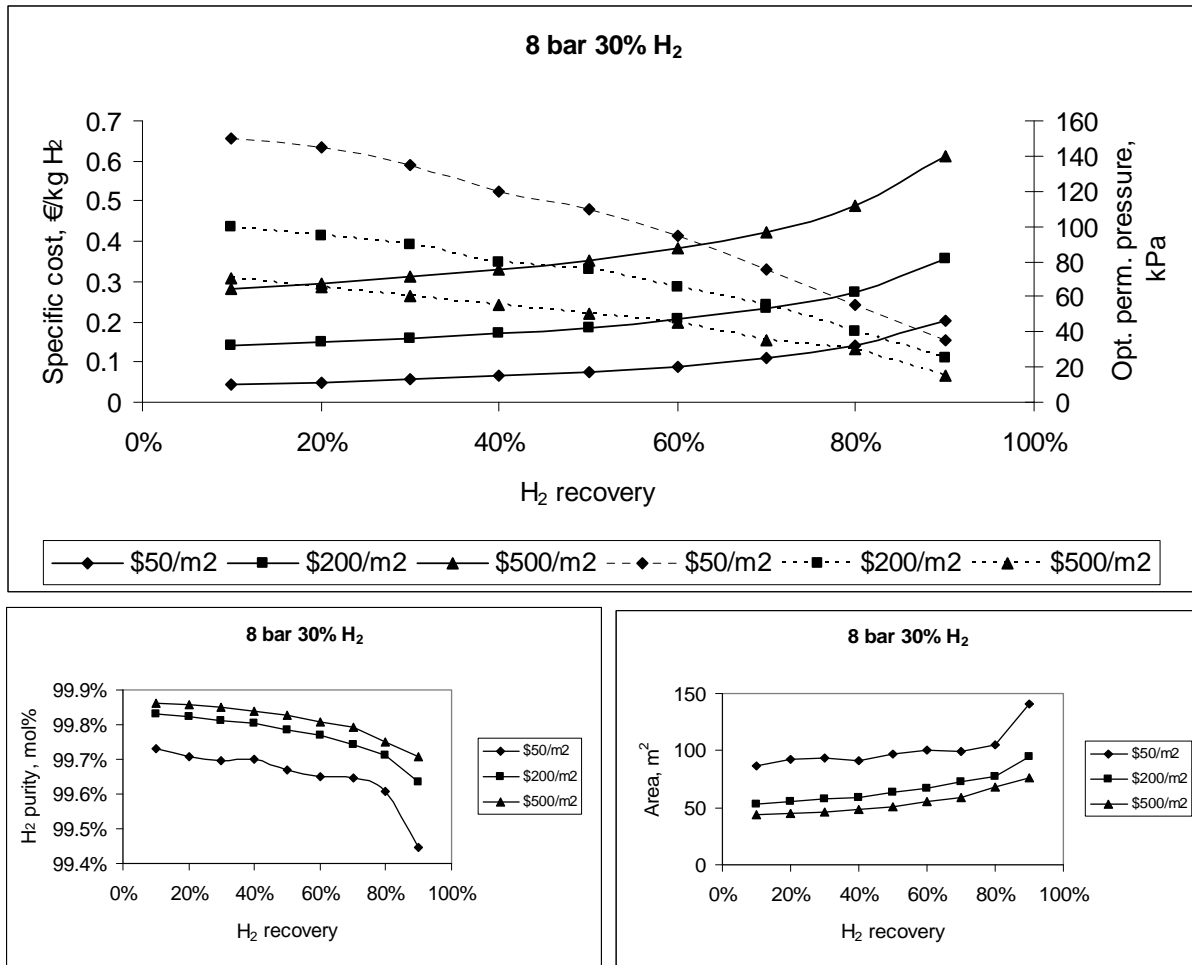 8 bar 30% H₂
Specific cost, €/kg H₂
0.7
0.6
0.5
0.4
0.3
0.2
0.1
0
160
140
120
100
80
60
40
20
0
Opt. perm. pressure,
kPa
0% 20% 40% 60% 80% 100%
H₂ recovery
$50/m2 $200/m2 $500/m2 $50/m2 $200/m2 $500/m2
8 bar 30% H₂
H₂ purity, mol%
99.9%
99.8%
99.7%
99.6%
99.5%
99.4%
0% 20% 40% 60% 80% 100%
H₂ recovery
$50/m2
$200/m2
$500/m2
8 bar 30% H₂
Area, m²
150
100
50
0
0% 20% 40% 60% 80% 100%
H₂ recovery
$50/m2
$200/m2
$500/m2